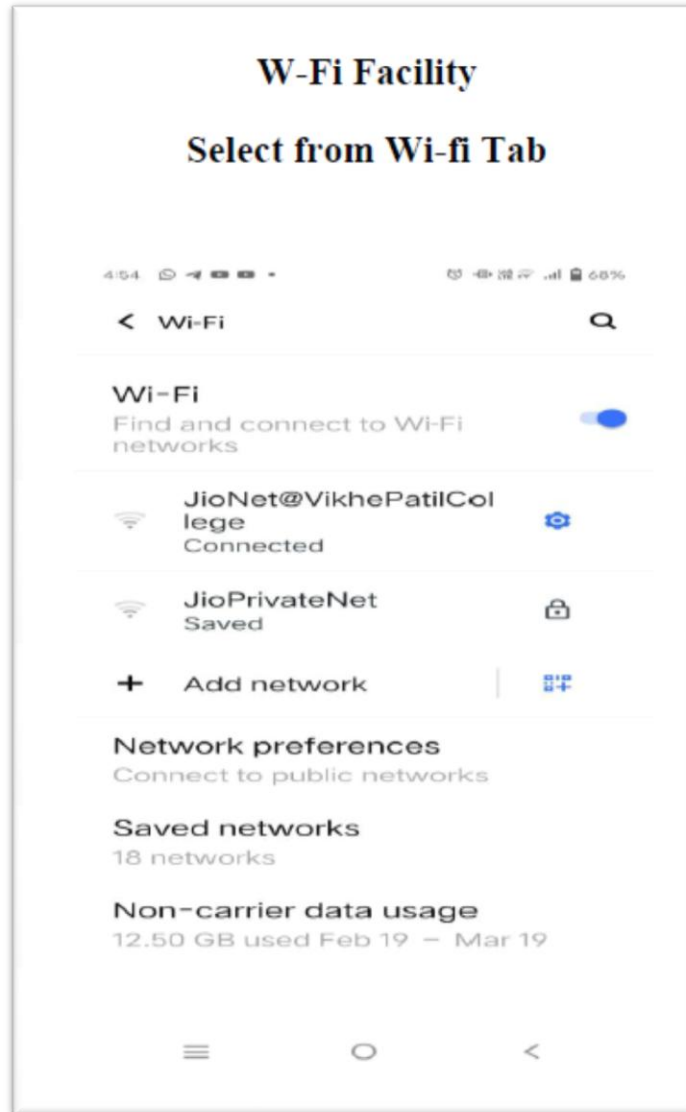 W-Fi Facility
Select from Wi-fi Tab
4:54 68%
Wi-Fi
Wi-Fi
Find and connect to Wi-Fi
networks
JioNet@VikhePatilCol
lege
Connected
JioPrivateNet
Saved
Add network
Network preferences
Connect to public networks
Saved networks
18 networks
Non-carrier data usage
12.50 GB used Feb 19 – Mar 19